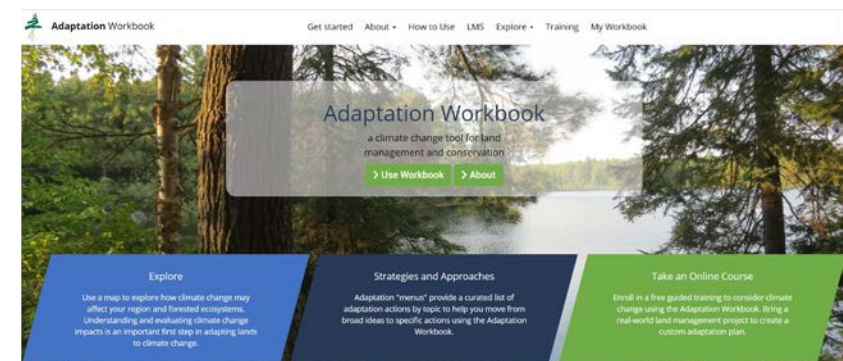 Adaptation Workbook
Get started About How to Use LMS Explore Training My Workbook
Adaptation Workbook
a climate change tool for land
management and conservation
> Use Workbook > About
Explore
Use a map to explore how climate change may
affect your region and forested ecosystems.
Understanding and evaluating climate change
impacts is an important first step in adapting lands
to climate change.
Strategies and Approaches
Adaptation "menus" provide a curated list of
adaptation actions by topic to help you move from
broad ideas to specific actions using the Adaptation
Workbook.
Take an Online Course
Enroll in a free guided training to consider climate
change using the Adaptation Workbook. Bring a
real-world land management project to create a
custom adaptation plan.